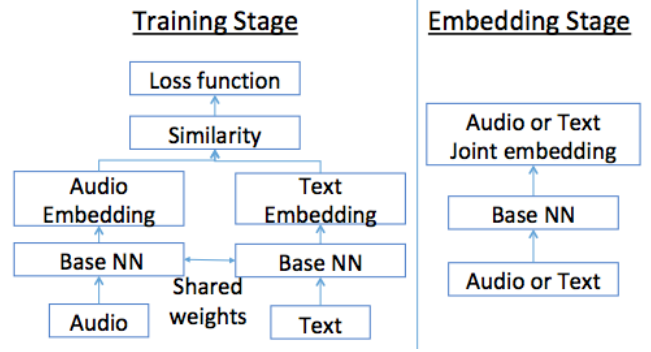 Training Stage
Loss function
Similarity
Audio
Embedding
Text
Embedding
Base NN
Base NN
Shared
weights
Audio
Text
Embedding Stage
Audio or Text
Joint embedding
Base NN
Audio or Text